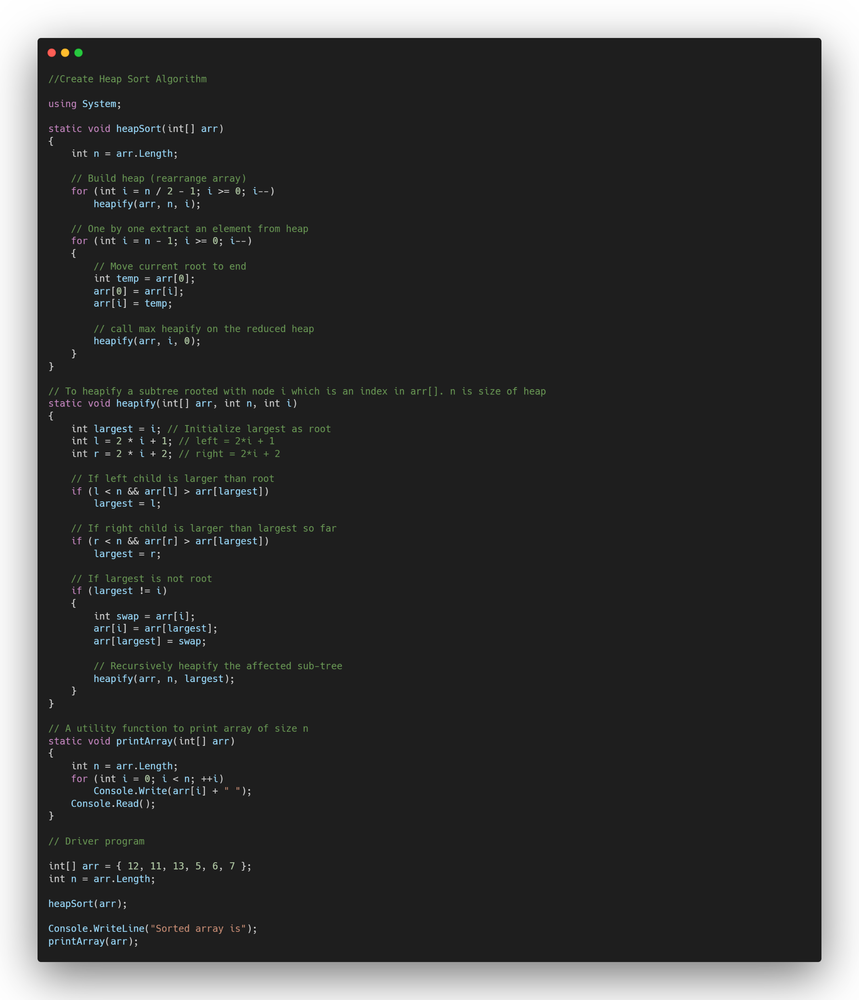 //Create Heap Sort Algorithm

using System;

static void heapSort(int[] arr)
{
    int n = arr.Length;

    // Build heap (rearrange array)
    for (int i = n / 2 - 1; i >= 0; i--)
        heapify(arr, n, i);

    // One by one extract an element from heap
    for (int i = n - 1; i >= 0; i--)
    {
        // Move current root to end
        int temp = arr[0];
        arr[0] = arr[i];
        arr[i] = temp;

        // call max heapify on the reduced heap
        heapify(arr, i, 0);
    }
}

// To heapify a subtree rooted with node i which is an index in arr[]. n is size of heap
static void heapify(int[] arr, int n, int i)
{
    int largest = i; // Initialize largest as root
    int l = 2 * i + 1; // left = 2*i + 1
    int r = 2 * i + 2; // right = 2*i + 2

    // If left child is larger than root
    if (l < n && arr[l] > arr[largest])
        largest = l;

    // If right child is larger than largest so far
    if (r < n && arr[r] > arr[largest])
        largest = r;

    // If largest is not root
    if (largest != i)
    {
        int swap = arr[i];
        arr[i] = arr[largest];
        arr[largest] = swap;

        // Recursively heapify the affected sub-tree
        heapify(arr, n, largest);
    }
}

// A utility function to print array of size n
static void printArray(int[] arr)
{
    int n = arr.Length;
    for (int i = 0; i < n; ++i)
        Console.Write(arr[i] + " ");
    Console.Read();
}

// Driver program

int[] arr = { 12, 11, 13, 5, 6, 7 };
int n = arr.Length;

heapSort(arr);

Console.WriteLine("Sorted array is");
printArray(arr);